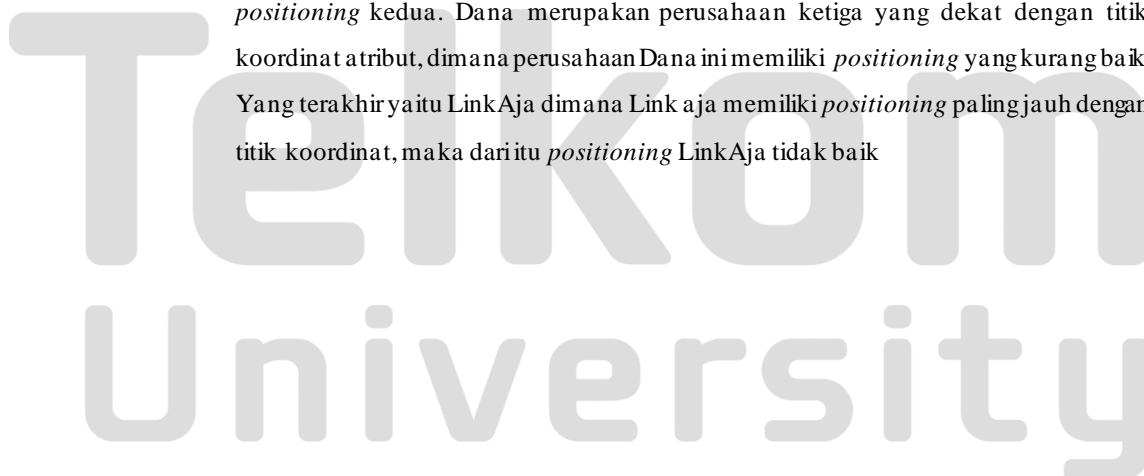 positioning kedua. Dana merupakan perusahaan ketiga yang dekat dengan titik
koordinat atribut, dimana perusahaan Dana ini memiliki positioning yang kurang baik
Yang terakhir yaitu LinkAja dimana Link aja memiliki positioning paling jauh dengan
titik koordinat, maka dari itu positioning LinkAja tidak baik
Telkom
University